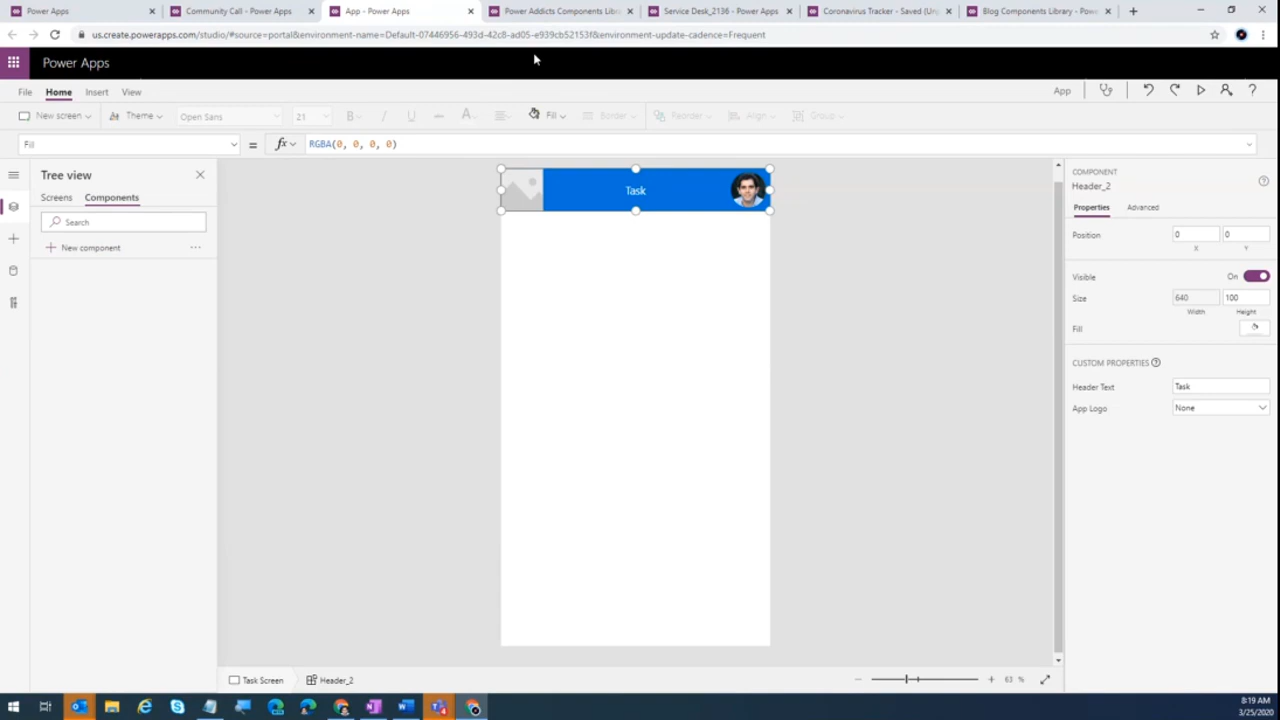 Power Apps
Community Call - Power Apps
App - Power Apps
Power Addicts Components Libr
Service Desk_2136 - Power Apps
Coronavirus Tracker - Saved (Un
Blog Components Library - Pow
us.create.powerapps.com/studio/#source=portal&environment-name=Default-07446956-493d-42c8-ad05-e939cb52153f&environment-update-cadence=Frequent
Power Apps
File Home Insert View App ?
New screen Theme Open Sans 21 B / U A Fill Border Reorder Align Group
Fill = fx RGBA(0, 0, 0, 0)
Tree view
Screens Components
Search
+ New component ...
Task
COMPONENT
Header_2
Properties Advanced
Position 0 0
X Y
Visible On
Size 640 100
Width Height
Fill
CUSTOM PROPERTIES
Header Text Task
App Logo None
Task Screen Header_2 63 %
8:19 AM
3/25/2020